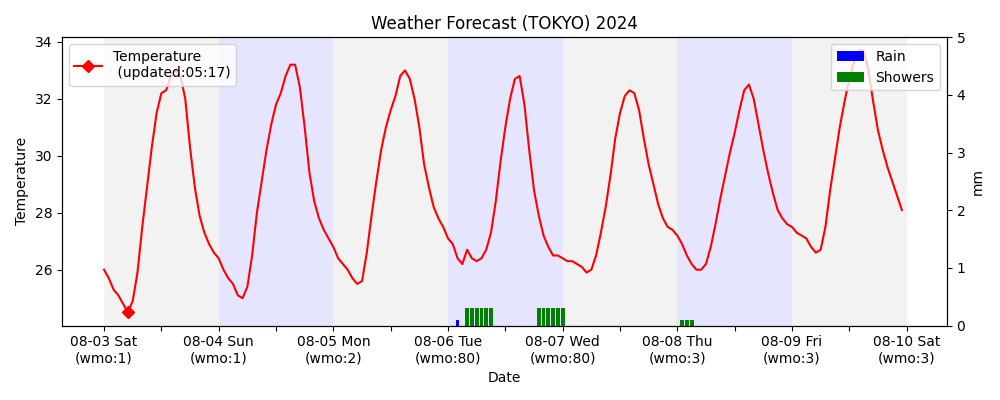 Weather Forecast (TOKYO) 2024
Temperature
(updated:05:17)
Rain
Showers
34
32
30
28
26
Temperature
5
4
3
2
1
0
mm
08-03 Sat
(wmo:1)
08-04 Sun
(wmo:1)
08-05 Mon
(wmo:2)
08-06 Tue
(wmo:80)
08-07 Wed
(wmo:80)
08-08 Thu
(wmo:3)
08-09 Fri
(wmo:3)
08-10 Sat
(wmo:3)
Date